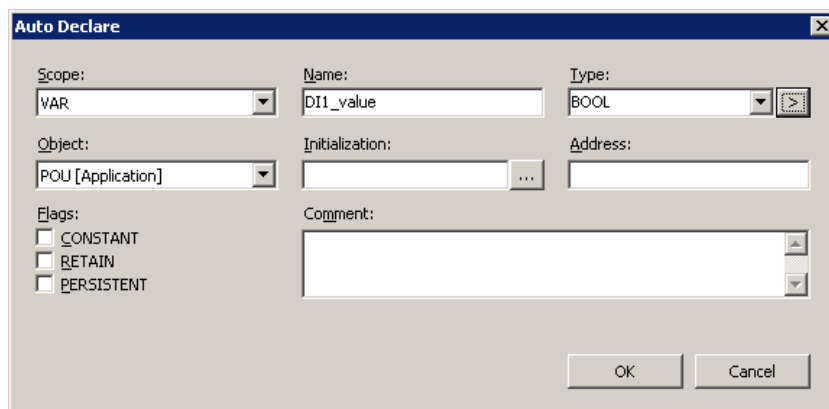 Auto Declare
Scope: Name: Type:
VAR DI1_value BOOL >
Object: Initialization: Address:
POU [Application] ...
Flags: Comment:
CONSTANT
RETAIN
PERSISTENT
OK Cancel